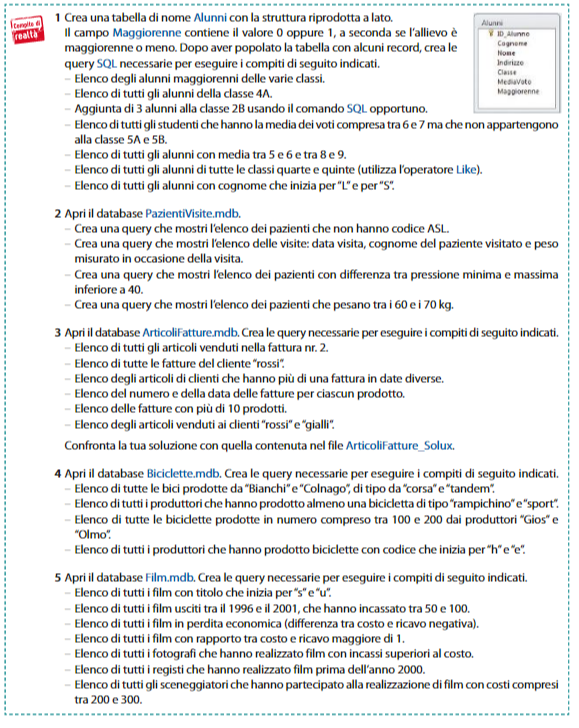 Compito di
realtà
1 Crea una tabella di nome Alunni con la struttura riprodotta a lato.
Il campo Maggiorenne contiene il valore 0 oppure 1, a seconda se l'allievo è
maggiorenne o meno. Dopo aver popolato la tabella con alcuni record, crea le
query SQL necessarie per eseguire i compiti di seguito indicati.
– Elenco degli alunni maggiorenni delle varie classi.
– Elenco di tutti gli alunni della classe 4A.
– Aggiunta di 3 alunni alla classe 2B usando il comando SQL opportuno.
– Elenco di tutti gli studenti che hanno la media dei voti compresa tra 6 e 7 ma che non appartengono
alla classe 5A e 5B.
– Elenco di tutti gli alunni con media tra 5 e 6 e tra 8 e 9.
– Elenco di tutti gli alunni di tutte le classi quarte e quinte (utilizza l'operatore Like).
– Elenco di tutti gli alunni con cognome che inizia per "L" e per "S".
Alunni
ID_Alunno
Cognome
Nome
Indirizzo
Classe
MediaVoto
Maggiorenne
2 Apri il database PazientiVisite.mdb.
– Crea una query che mostri l'elenco dei pazienti che non hanno codice ASL.
– Crea una query che mostri l'elenco delle visite: data visita, cognome del paziente visitato e peso
misurato in occasione della visita.
– Crea una query che mostri l'elenco dei pazienti con differenza tra pressione minima e massima
inferiore a 40.
– Crea una query che mostri l'elenco dei pazienti che pesano tra i 60 e i 70 kg.
3 Apri il database ArticoliFatture.mdb. Crea le query necessarie per eseguire i compiti di seguito indicati.
– Elenco di tutti gli articoli venduti nella fattura nr. 2.
– Elenco di tutte le fatture del cliente "rossi".
– Elenco degli articoli di clienti che hanno più di una fattura in date diverse.
– Elenco del numero e della data delle fatture per ciascun prodotto.
– Elenco delle fatture con più di 10 prodotti.
– Elenco degli articoli venduti ai clienti "rossi" e "gialli".
Confronta la tua soluzione con quella contenuta nel file ArticoliFatture_Solux.
4 Apri il database Biciclette.mdb. Crea le query necessarie per eseguire i compiti di seguito indicati.
– Elenco di tutte le bici prodotte da "Bianchi" e "Colnago", di tipo da "corsa" e "tandem".
– Elenco di tutti i produttori che hanno prodotto almeno una bicicletta di tipo "rampichino" e "sport".
– Elenco di tutte le biciclette prodotte in numero compreso tra 100 e 200 dai produttori "Gios" e
"Olmo".
– Elenco di tutti i produttori che hanno prodotto biciclette con codice che inizia per "h" e "e".
5 Apri il database Film.mdb. Crea le query necessarie per eseguire i compiti di seguito indicati.
– Elenco di tutti i film con titolo che inizia per "s" e "u".
– Elenco di tutti i film usciti tra il 1996 e il 2001, che hanno incassato tra 50 e 100.
– Elenco di tutti i film in perdita economica (differenza tra costo e ricavo negativa).
– Elenco di tutti i film con rapporto tra costo e ricavo maggiore di 1.
– Elenco di tutti i fotografi che hanno realizzato film con incassi superiori al costo.
– Elenco di tutti i registi che hanno realizzato film prima dell'anno 2000.
– Elenco di tutti gli sceneggiatori che hanno partecipato alla realizzazione di film con costi compresi
tra 200 e 300.